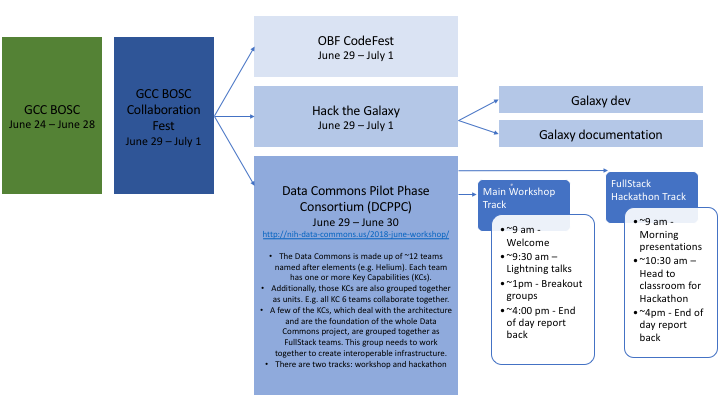 GCC BOSC
June 24 – June 28
GCC BOSC
Collaboration
Fest
June 29 – July 1
OBF CodeFest
June 29 – July 1
Hack the Galaxy
June 29 – July 1
Galaxy dev
Galaxy documentation
Data Commons Pilot Phase
Consortium (DCPPC)
June 29 – June 30
http://nih-data-commons.us/2018-june-workshop/
• The Data Commons is made up of ~12 teams
named after elements (e.g. Helium). Each team
has one or more Key Capabilities (KCs).
• Additionally, those KCs are also grouped together
as units. E.g. all KC 6 teams collaborate together.
• A few of the KCs, which deal with the architecture
and are the foundation of the whole Data
Commons project, are grouped together as
FullStack teams. This group needs to work
together to create interoperable infrastructure.
• There are two tracks: workshop and hackathon
Main Workshop
Track
• ~9 am -
Welcome
• ~9:30 am –
Lightning talks
• ~1pm - Breakout
groups
• ~4:00 pm - End
of day report
back
FullStack
Hackathon Track
• ~9 am -
Morning
presentations
• ~10:30 am –
Head to
classroom for
Hackathon
• ~4pm - End of
day report
back